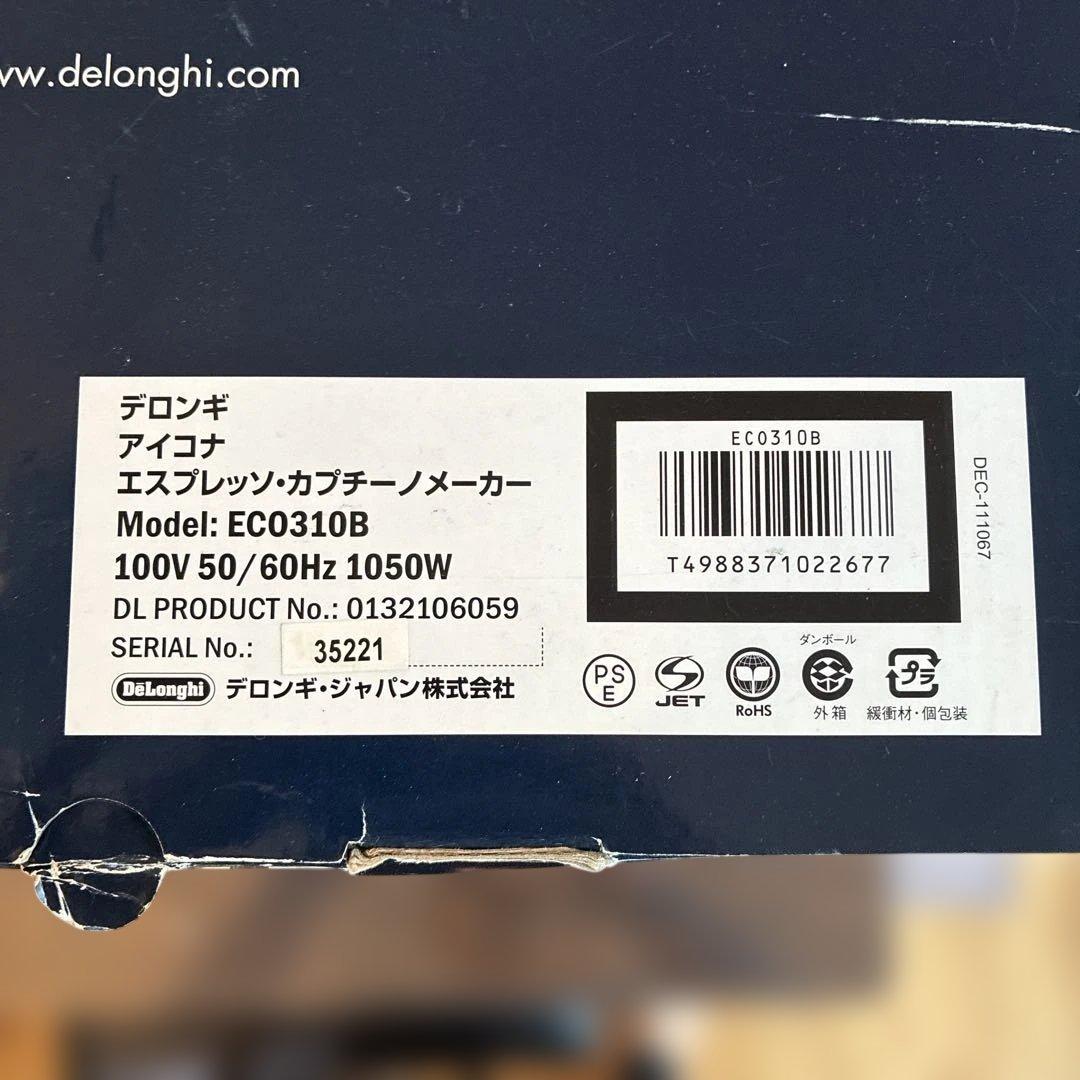 ww.delonghi.com
デロンギ
アイコナ
エスプレッソ・カプチーノメーカー
Model: ECO310B
100V 50/60Hz 1050W
DL PRODUCT No.: 0132106059
SERIAL No.: 35221
DeLonghi デロンギ・ジャパン株式会社
ECO310B
T4988371022677
DEC-111067
PS
E
JET
RoHS
ダンボール
外箱
プラ
緩衝材・個包装